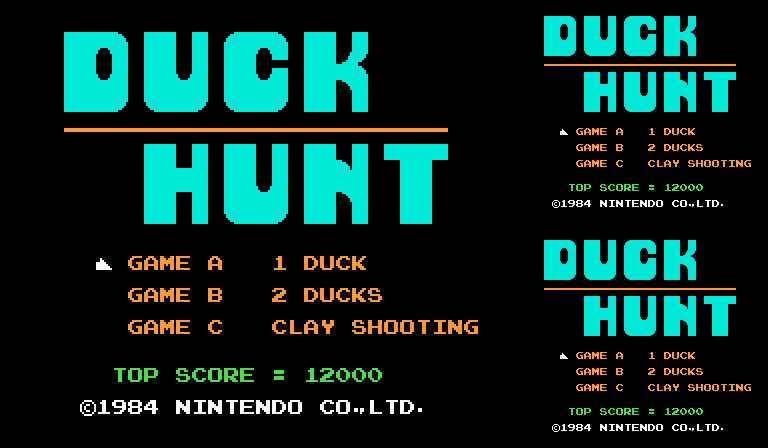 DUCK
HUNT
GAME A 1 DUCK
GAME B 2 DUCKS
GAME C CLAY SHOOTING
TOP SCORE = 12000
©1984 NINTENDO CO.,LTD.
DUCK
HUNT
GAME A 1 DUCK
GAME B 2 DUCKS
GAME C CLAY SHOOTING
TOP SCORE = 12000
©1984 NINTENDO CO.,LTD.
DUCK
HUNT
GAME A 1 DUCK
GAME B 2 DUCKS
GAME C CLAY SHOOTING
TOP SCORE = 12000
©1984 NINTENDO CO.,LTD.